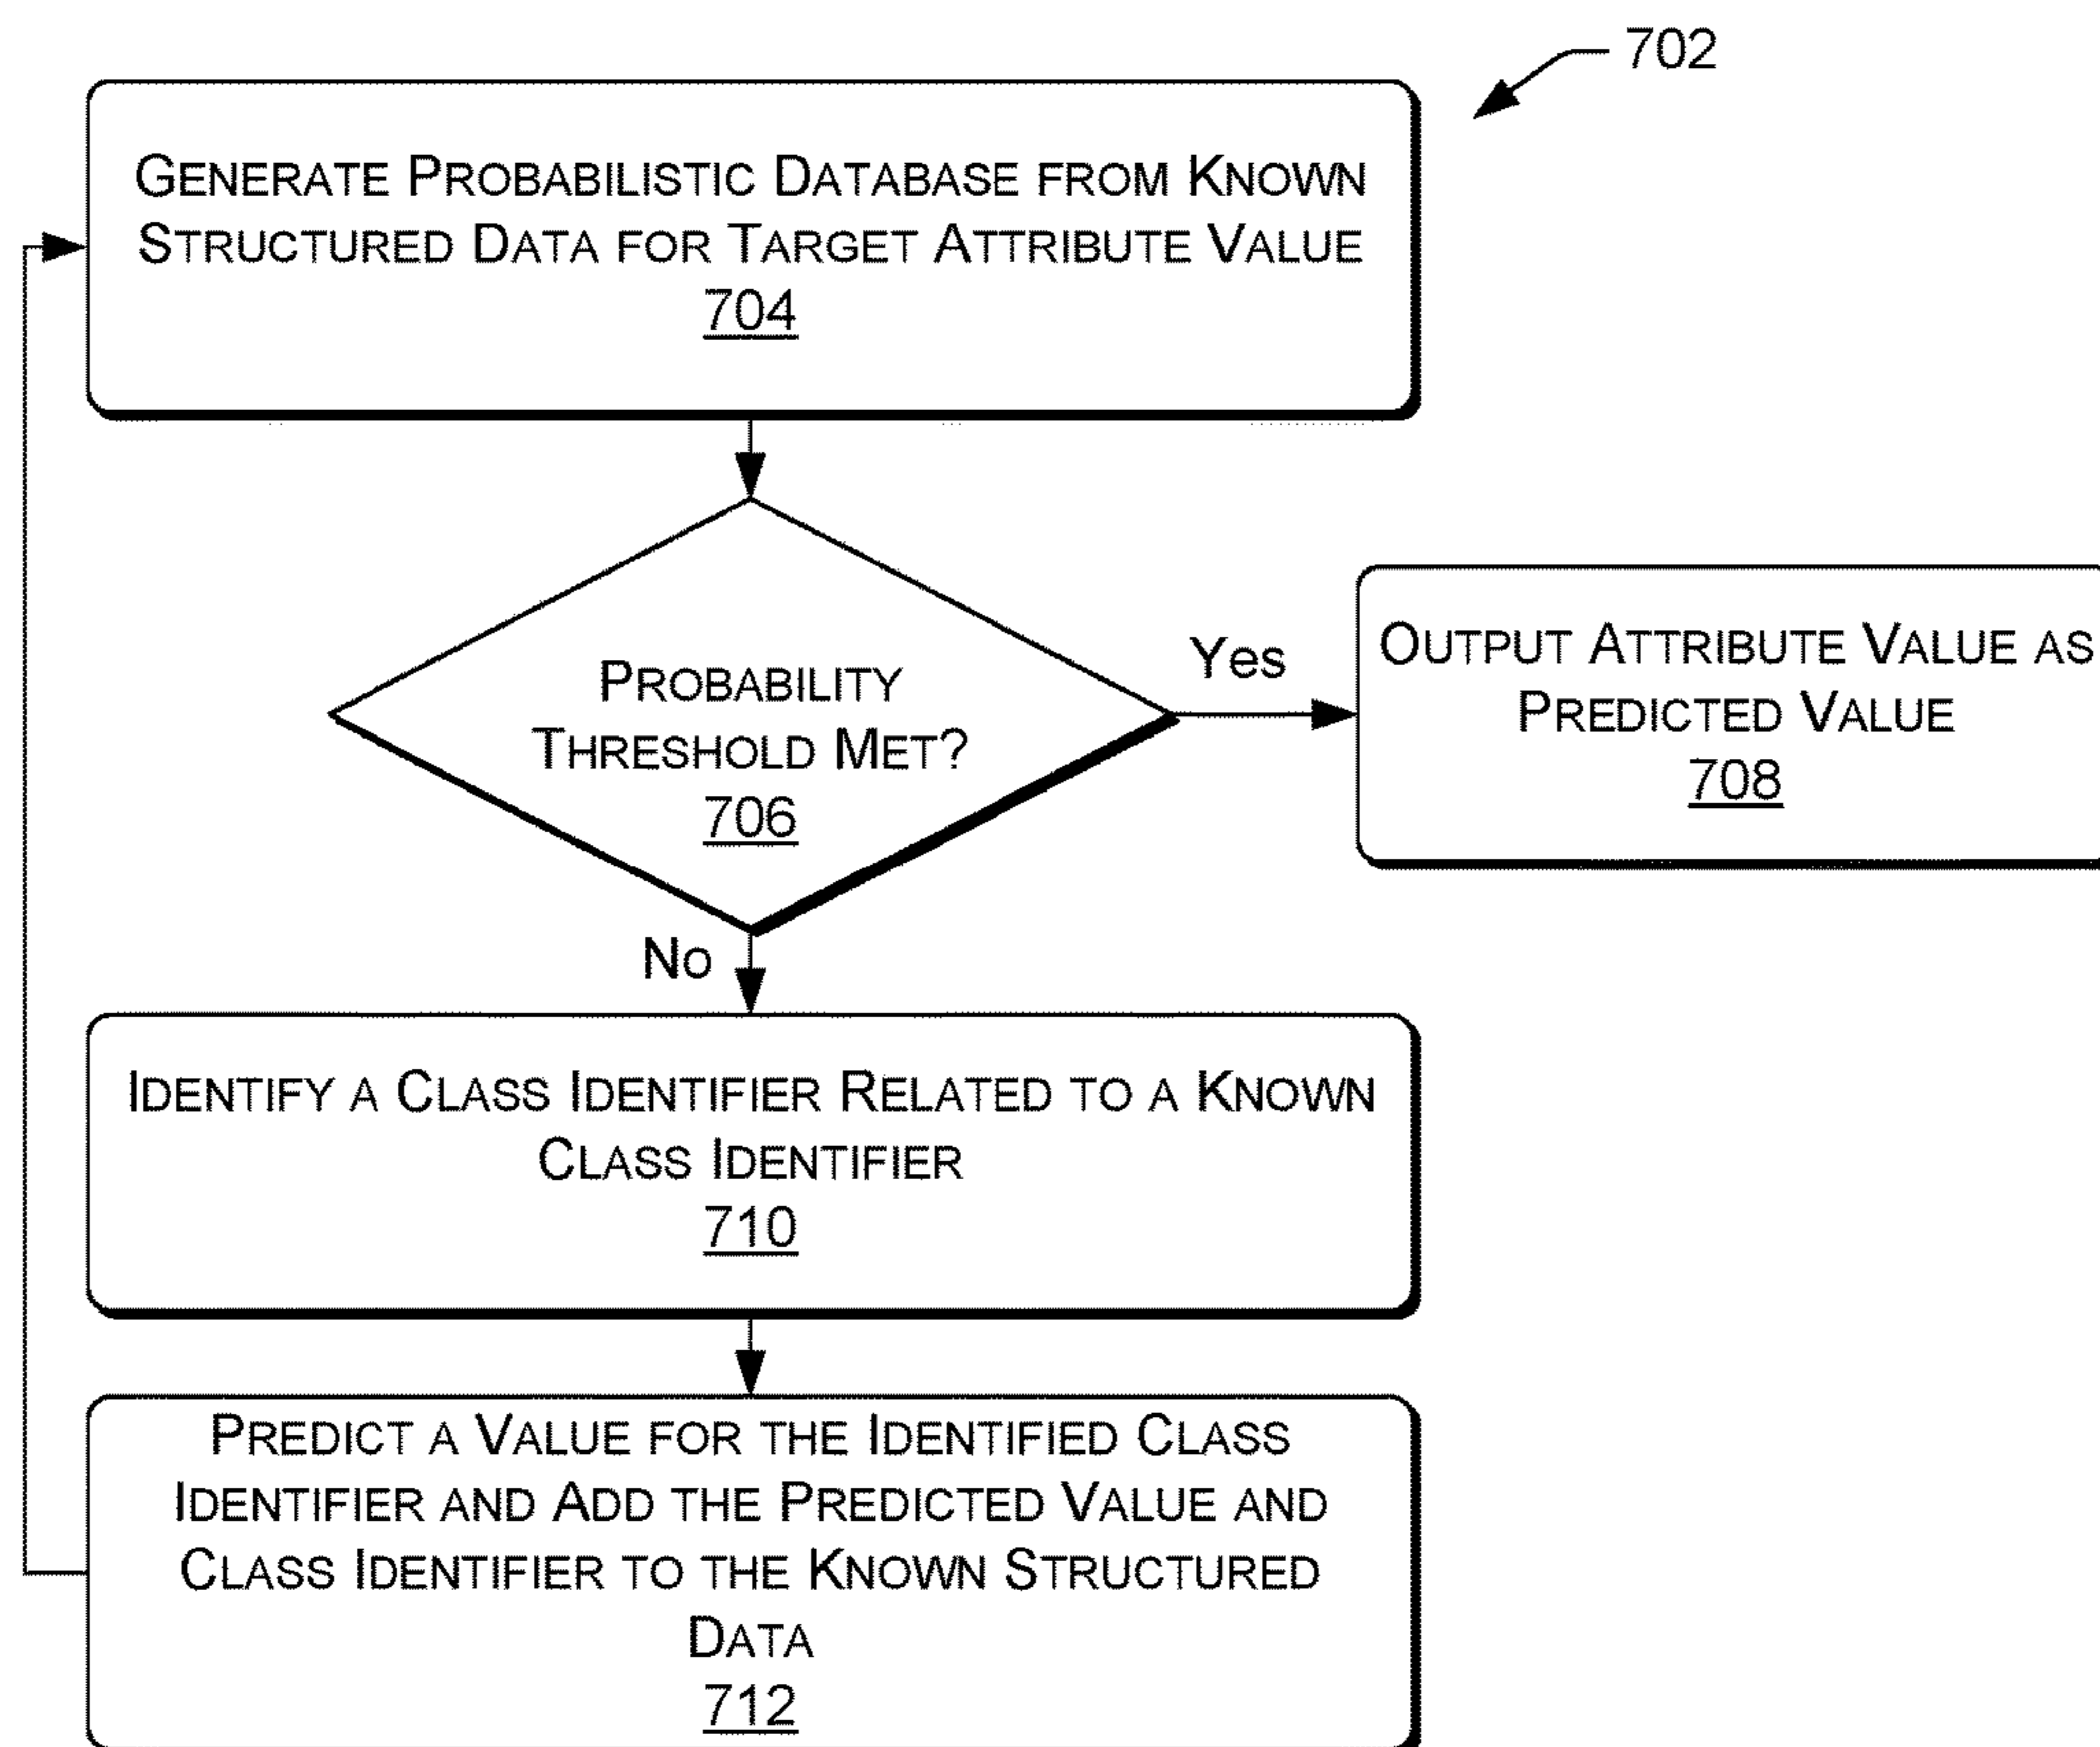 702
GENERATE PROBABILISTIC DATABASE FROM KNOWN
STRUCTURED DATA FOR TARGET ATTRIBUTE VALUE
704
PROBABILITY
THRESHOLD MET?
706
Yes
OUTPUT ATTRIBUTE VALUE AS
PREDICTED VALUE
708
No
IDENTIFY A CLASS IDENTIFIER RELATED TO A KNOWN
CLASS IDENTIFIER
710
PREDICT A VALUE FOR THE IDENTIFIED CLASS
IDENTIFIER AND ADD THE PREDICTED VALUE AND
CLASS IDENTIFIER TO THE KNOWN STRUCTURED
DATA
712